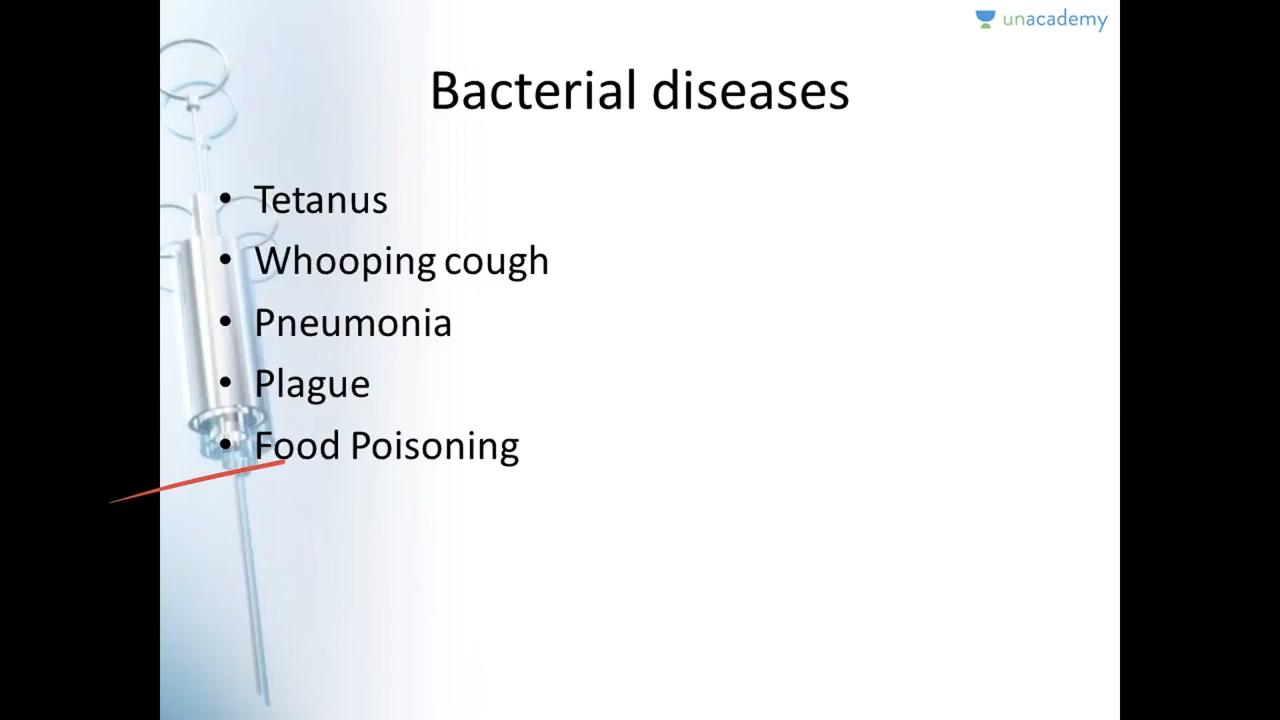 unacademy
Bacterial diseases
• Tetanus
• Whooping cough
• Pneumonia
• Plague
• Food Poisoning